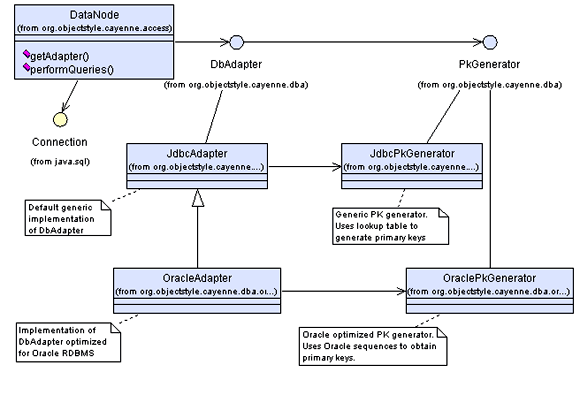 DataNode
(from org.objectstyle.cayenne.access)
getAdapter()
performQueries()
DbAdapter
(from org.objectstyle.cayenne.dba)
PkGenerator
(from org.objectstyle.cayenne.dba)
Connection
(from java.sql)
JdbcAdapter
(from org.objectstyle.cayenne....)
JdbcPkGenerator
(from org.objectstyle.cayenne....)
Default generic
implementation
of DbAdapter
Generic PK generator.
Uses lookup table to
generate primary keys
OracleAdapter
(from org.objectstyle.cayenne.dba.or...)
OraclePkGenerator
(from org.objectstyle.cayenne.dba.or...)
Implementation of
DbAdapter optimized
for Oracle RDBMS
Oracle optimized PK generator.
Uses Oracle sequences to obtain
primary keys.